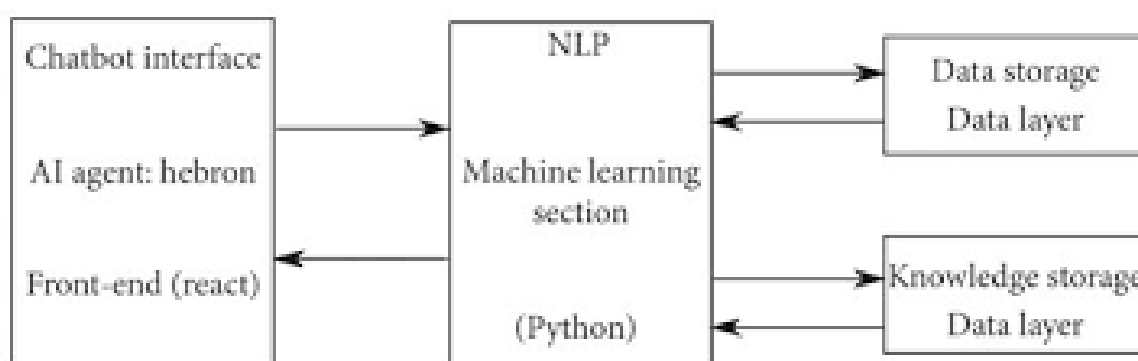 Chatbot interface
AI agent: hebron
Front-end (react)
NLP
Machine learning
section
(Python)
Data storage
Data layer
Knowledge storage
Data layer